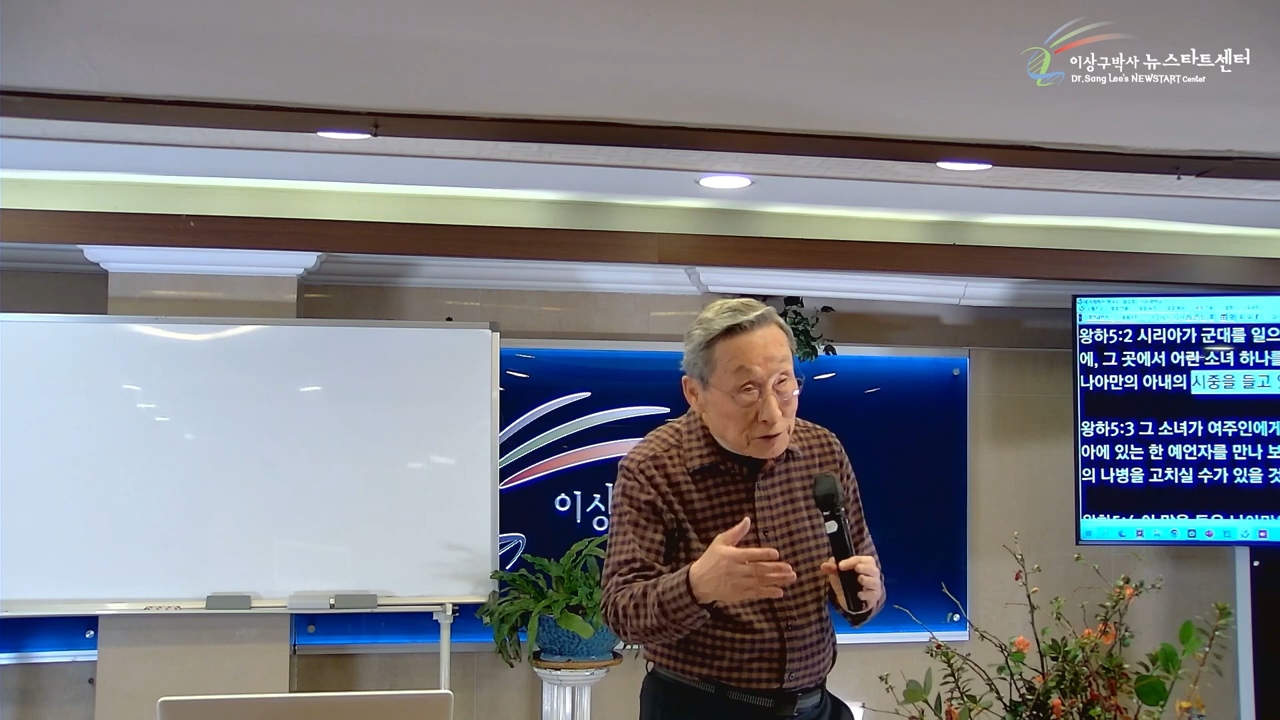 이상구박사 뉴스타트센터
Dr. Sang Lee's NEWSTART Center
왕하5:2 시리아가 군대를 일으
에, 그 곳에서 어린 소녀 하나를
나아만의 아내의 시중을 들고
왕하5:3 그 소녀가 여주인에게
아에 있는 한 예언자를 만나 보
의 나병을 고치실 수가 있을 것
이상